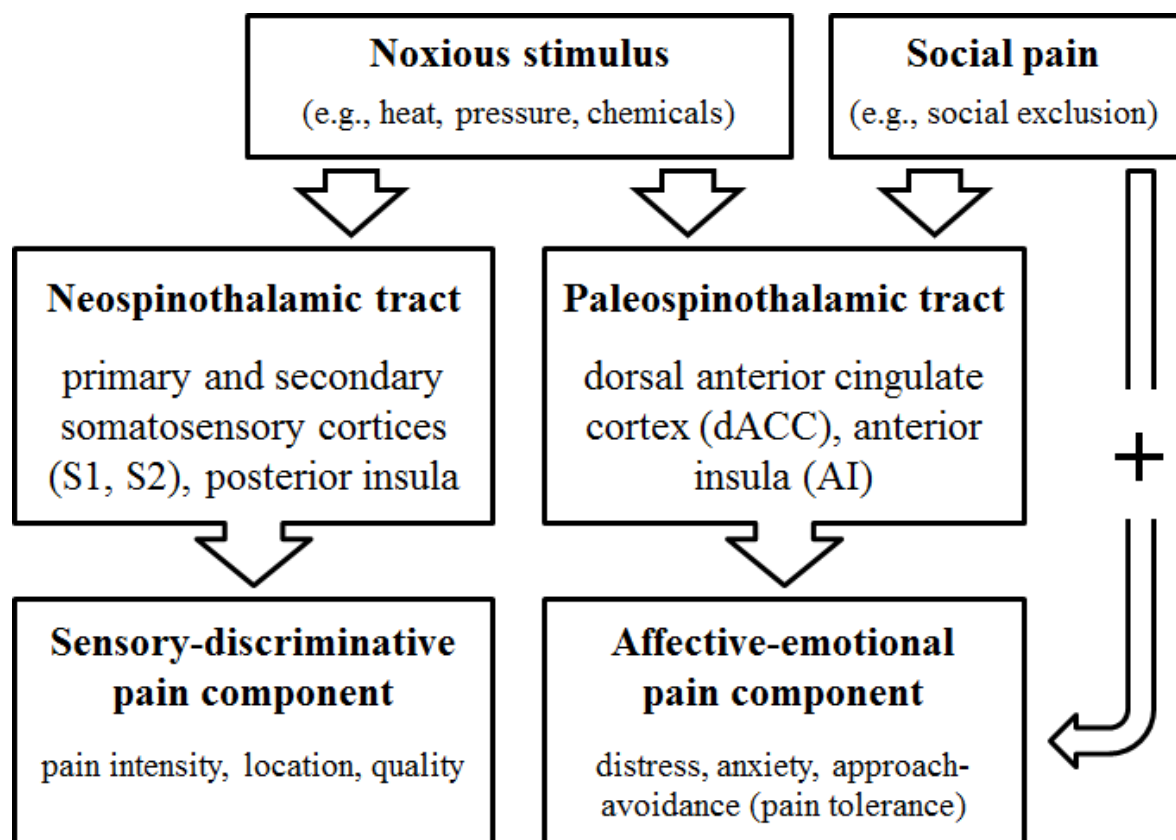 Noxious stimulus
(e.g., heat, pressure, chemicals)
Social pain
(e.g., social exclusion)
Neospinothalamic tract
primary and secondary
somatosensory cortices
(S1, S2), posterior insula
Paleospinothalamic tract
dorsal anterior cingulate
cortex (dACC), anterior
insula (AI)
+
Sensory-discriminative
pain component
pain intensity, location, quality
Affective-emotional
pain component
distress, anxiety, approach-
avoidance (pain tolerance)